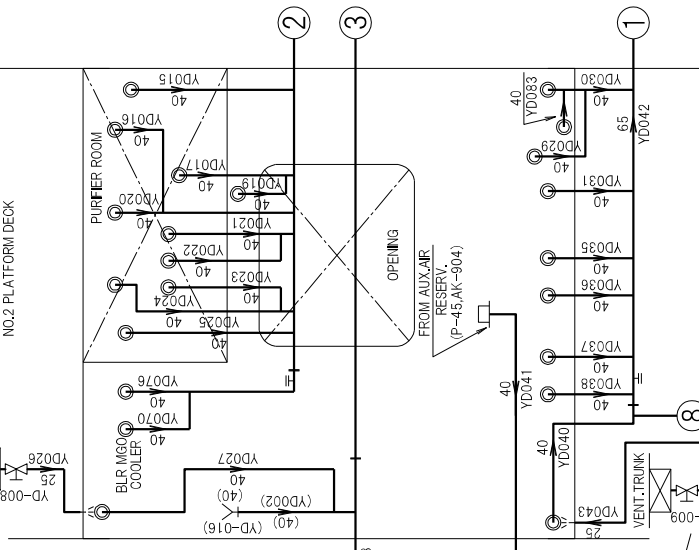 2
3
1
YD015
40
YD016
40
YD017
40
YD019
40
YD020
40
YD021
40
YD022
40
YD023
40
YD024
40
YD025
40
PURIFIER ROOM
NO.2 PLATFORM DECK
OPENING
FROM AUX.AIR
RESERV.
(P-45,AK-904)
40
YD083
YD030
40
65
YD042
YD029
40
YD031
40
YD035
40
YD036
40
YD037
40
YD038
40
40
YD041
40
YD040
8
YD076
40
YD070
40
BLR MGO
COOLER
YD026
25
YD-008
YD027
40
(40)
(YD-016)
(YD002)
(40)
VENT.TRUNK
YD043
25
-009